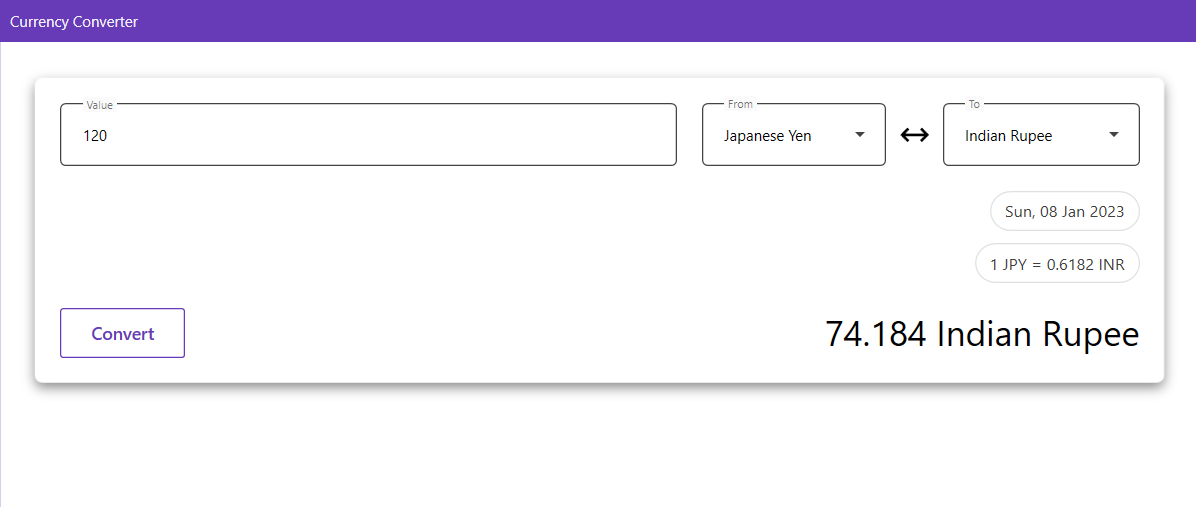 Currency Converter
Value
From
To
120
Japanese Yen
Indian Rupee
Sun, 08 Jan 2023
1 JPY = 0.6182 INR
Convert
74.184 Indian Rupee